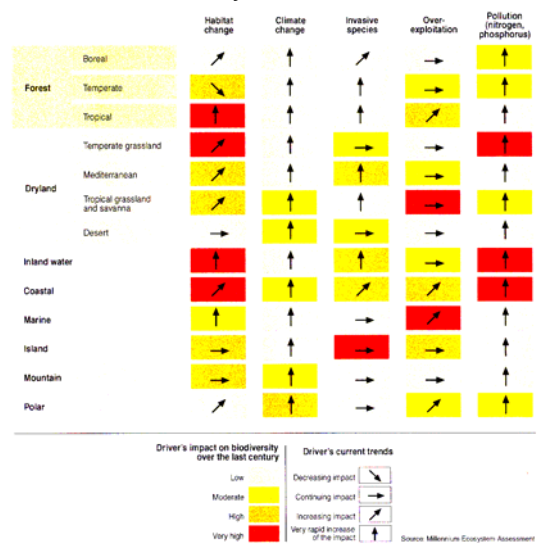 Habitat change
Climate change
Invasive species
Over-exploitation
Pollution (nitrogen, phosphorus)
Forest
Boreal
Temperate
Tropical
Dryland
Temperate grassland
Mediterranean
Tropical grassland
and savanna
Desert
Inland water
Coastal
Marine
Island
Mountain
Polar
Driver's impact on biodiversity
over the last century
Low
Moderate
High
Very high
Driver's current trends
Decreasing impact
Continuing impact
Increasing impact
Very rapid increase
of the impact
Source: Millennium Ecosystem Assessment